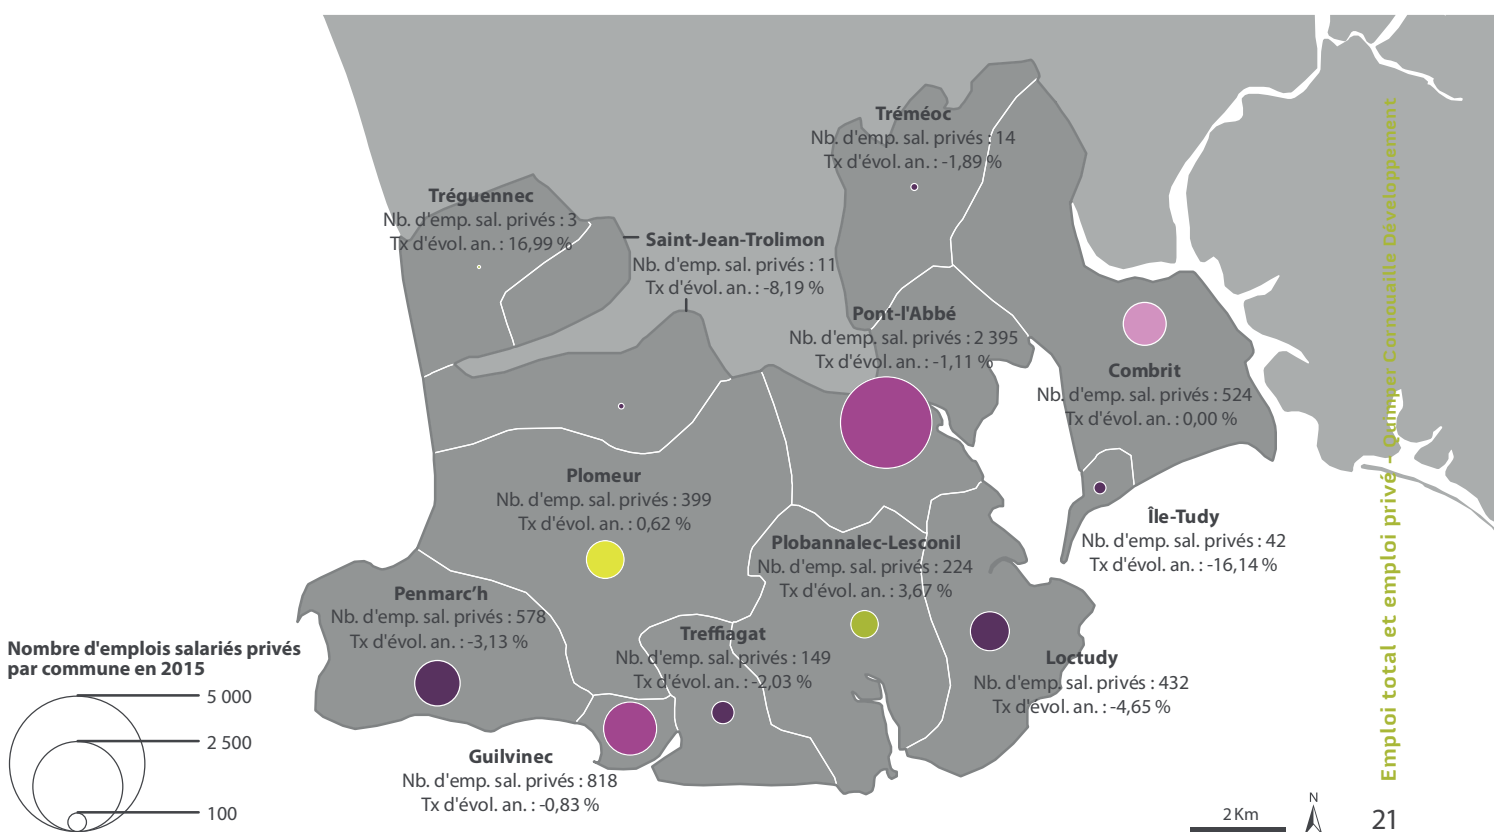 Tréméoc
Nb. d'emp. sal. privés : 14
Tx d'évol. an. : -1,89 %
Tréguennec
Nb. d'emp. sal. privés : 3
Tx d'évol. an. : 16,99 %
Saint-Jean-Trolimon
Nb. d'emp. sal. privés : 11
Tx d'évol. an. : -8,19 %
Pont-l'Abbé
Nb. d'emp. sal. privés : 2 395
Tx d'évol. an. : -1,11 %
Combrit
Nb. d'emp. sal. privés : 524
Tx d'évol. an. : 0,00 %
Plomeur
Nb. d'emp. sal. privés : 399
Tx d'évol. an. : 0,62 %
Île-Tudy
Nb. d'emp. sal. privés : 42
Tx d'évol. an. : -16,14 %
Plobannalec-Lesconil
Nb. d'emp. sal. privés : 224
Tx d'évol. an. : 3,67 %
Penmarc’h
Nb. d'emp. sal. privés : 578
Tx d'évol. an. : -3,13 %
Treffiagat
Nb. d'emp. sal. privés : 149
Tx d'évol. an. : -2,03 %
Loctudy
Nb. d'emp. sal. privés : 432
Tx d'évol. an. : -4,65 %
Guilvinec
Nb. d'emp. sal. privés : 818
Tx d'évol. an. : -0,83 %
Nombre d'emplois salariés privés
par commune en 2015
5 000
2 500
100
2 Km
N
Emploi total et emploi privé - Quimper Cornouaille Développement
21